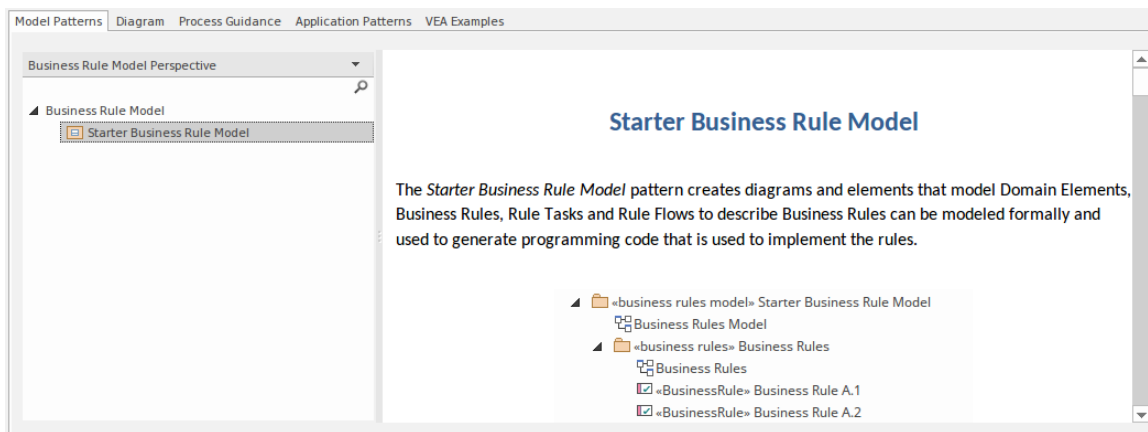 Model Patterns Diagram Process Guidance Application Patterns VEA Examples
Business Rule Model Perspective
Business Rule Model
Starter Business Rule Model
Starter Business Rule Model
The Starter Business Rule Model pattern creates diagrams and elements that model Domain Elements,
Business Rules, Rule Tasks and Rule Flows to describe Business Rules can be modeled formally and
used to generate programming code that is used to implement the rules.
«business rules model» Starter Business Rule Model
Business Rules Model
«business rules» Business Rules
Business Rules
«BusinessRule» Business Rule A.1
«BusinessRule» Business Rule A.2